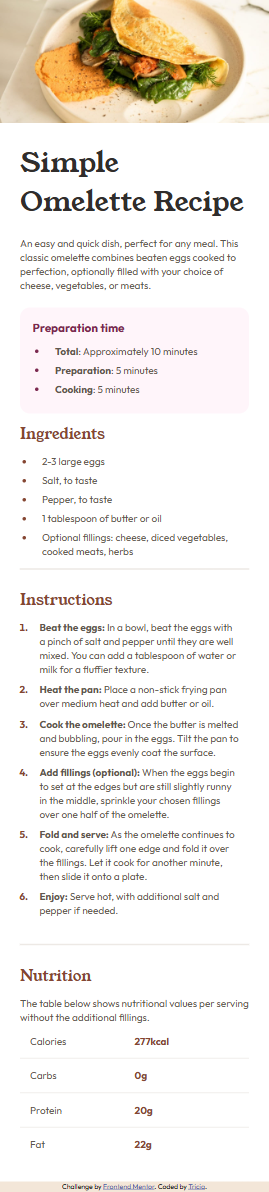 Simple
Omelette Recipe
An easy and quick dish, perfect for any meal. This
classic omelette combines beaten eggs cooked to
perfection, optionally filled with your choice of
cheese, vegetables, or meats.
Preparation time
• Total: Approximately 10 minutes
• Preparation: 5 minutes
• Cooking: 5 minutes
Ingredients
• 2-3 large eggs
• Salt, to taste
• Pepper, to taste
• 1 tablespoon of butter or oil
• Optional fillings: cheese, diced vegetables,
cooked meats, herbs
Instructions
1. Beat the eggs: In a bowl, beat the eggs with
a pinch of salt and pepper until they are well
mixed. You can add a tablespoon of water or
milk for a fluffier texture.
2. Heat the pan: Place a non-stick frying pan
over medium heat and add butter or oil.
3. Cook the omelette: Once the butter is melted
and bubbling, pour in the eggs. Tilt the pan to
ensure the eggs evenly coat the surface.
4. Add fillings (optional): When the eggs begin
to set at the edges but are still slightly runny
in the middle, sprinkle your chosen fillings
over one half of the omelette.
5. Fold and serve: As the omelette continues to
cook, carefully lift one edge and fold it over
the fillings. Let it cook for another minute,
then slide it onto a plate.
6. Enjoy: Serve hot, with additional salt and
pepper if needed.
Nutrition
The table below shows nutritional values per serving
without the additional fillings.
Calories 277kcal
Carbs 0g
Protein 20g
Fat 22g
Challenge by Frontend Mentor. Coded by Tricia.